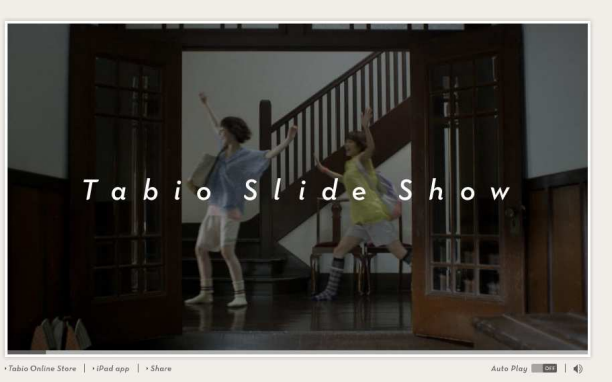 Tabio Slide Show
Tabio Online Store | iPad app | Share
Auto Play OFF